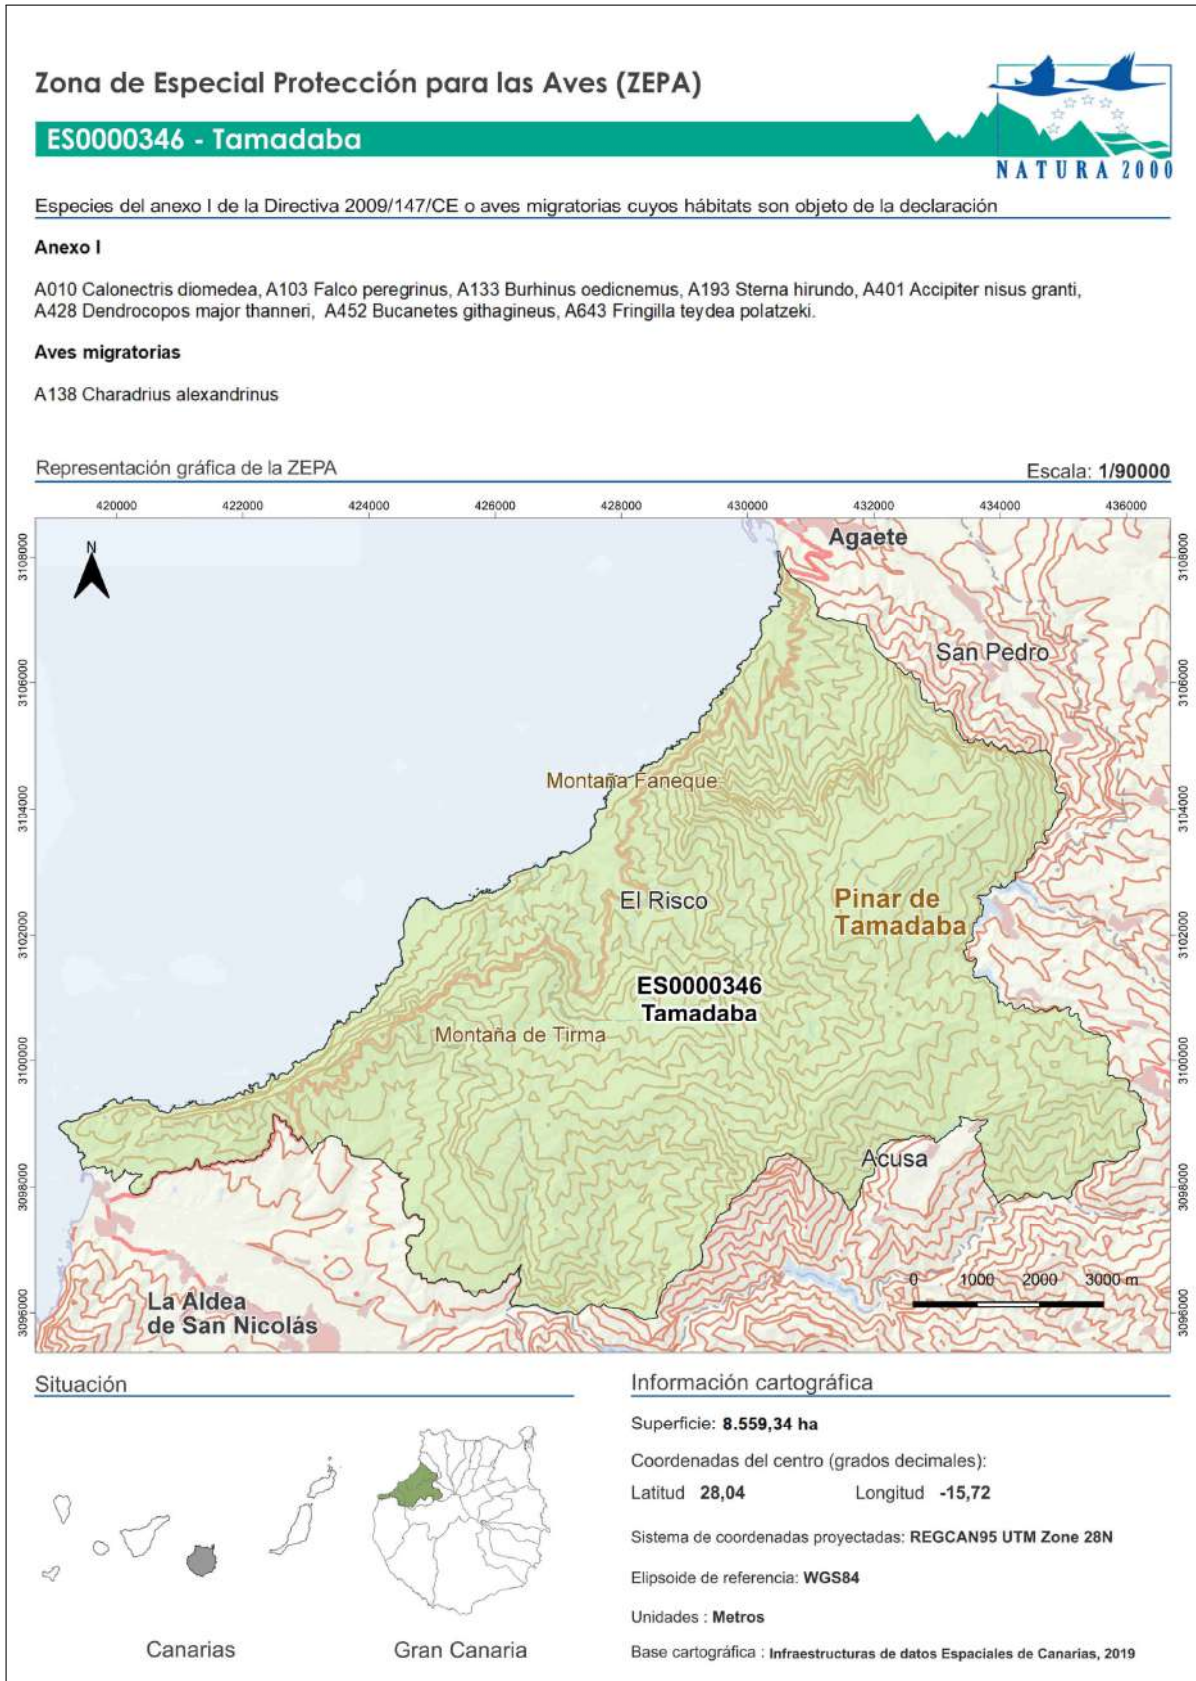 Zona de Especial Protección para las Aves (ZEPA)
ES0000346 - Tamadaba
NATURA 2000
Especies del anexo I de la Directiva 2009/147/CE o aves migratorias cuyos hábitats son objeto de la declaración
Anexo I
A010 Calonectris diomedea, A103 Falco peregrinus, A133 Burhinus oedicnemus, A193 Sterna hirundo, A401 Accipiter nisus granti,
A428 Dendrocopos major thanneri, A452 Bucanetes githagineus, A643 Fringilla teydea polatzeki.
Aves migratorias
A138 Charadrius alexandrinus
Representación gráfica de la ZEPA
Escala: 1/90000
420000 422000 424000 426000 428000 430000 432000 434000 436000
3108000
3106000
3104000
3102000
3100000
3098000
3096000
3108000
3106000
3104000
3102000
3100000
3098000
3096000
N
Agaete
San Pedro
Montaña Faneque
El Risco
Pinar de
Tamadaba
ES0000346
Tamadaba
Montaña de Tirma
Acusa
La Aldea
de San Nicolás
0 1000 2000 3000 m
Situación
Canarias
Gran Canaria
Información cartográfica
Superficie: 8.559,34 ha
Coordenadas del centro (grados decimales):
Latitud 28,04 Longitud -15,72
Sistema de coordenadas proyectadas: REGCAN95 UTM Zone 28N
Elipsoide de referencia: WGS84
Unidades : Metros
Base cartográfica : Infraestructuras de datos Espaciales de Canarias, 2019